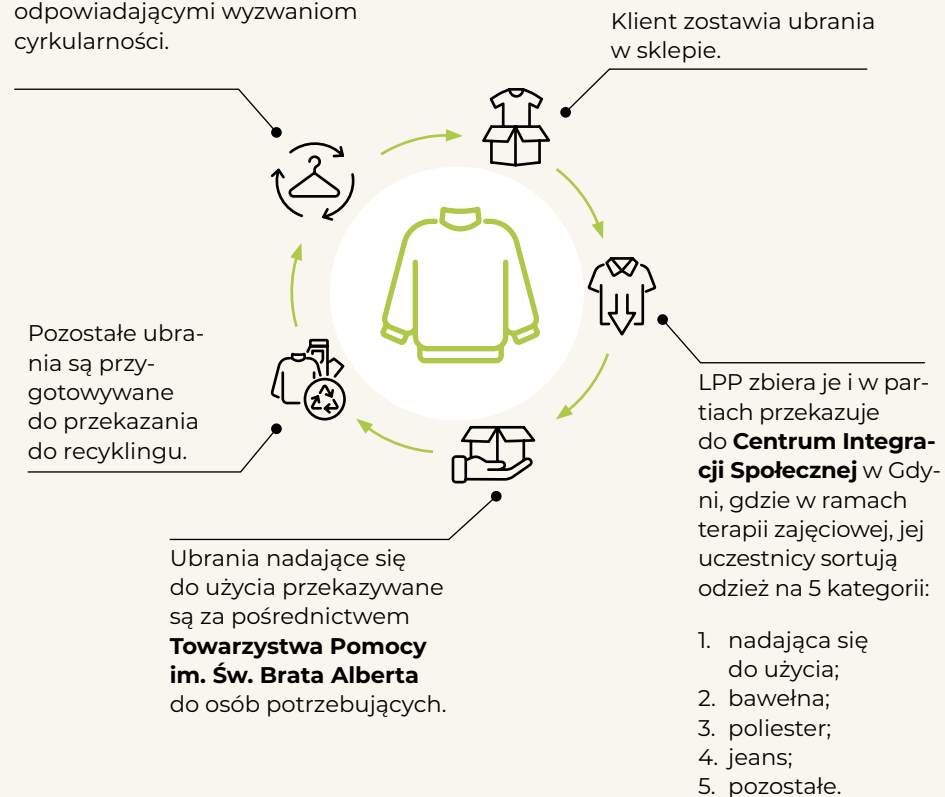 odpowiadającymi wyzwaniom
cyrkularności.
Klient zostawia ubrania
w sklepie.
LPP zbiera je i w par-
tiach przekazuje
do Centrum Integra-
cji Społecznej w Gdy-
ni, gdzie w ramach
terapii zajęciowej, jej
uczestnicy sortują
odzież na 5 kategorii:
1. nadająca się
do użycia;
2. bawełna;
3. poliester;
4. jeans;
5. pozostałe.
Ubrania nadające się
do użycia przekazywane
są za pośrednictwem
Towarzystwa Pomocy
im. Św. Brata Alberta
do osób potrzebujących.
Pozostałe ubra-
nia są przy-
gotowywane
do przekazania
do recyklingu.